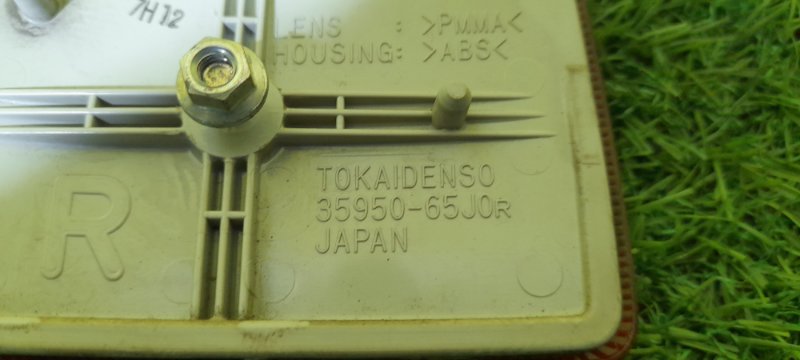 7H12
LENS : >PMMA<
HOUSING: >ABS<
TOKAIDENSO
35950-65J0R
JAPAN
R